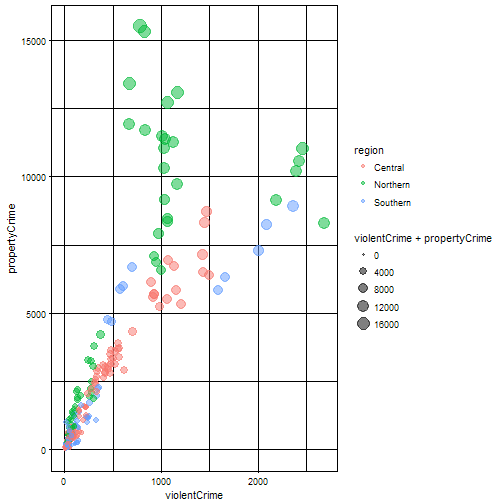 15000
10000
5000
0
propertyCrime
0
1000
2000
violentCrime
region
Central
Northern
Southern
violentCrime + propertyCrime
0
4000
8000
12000
16000